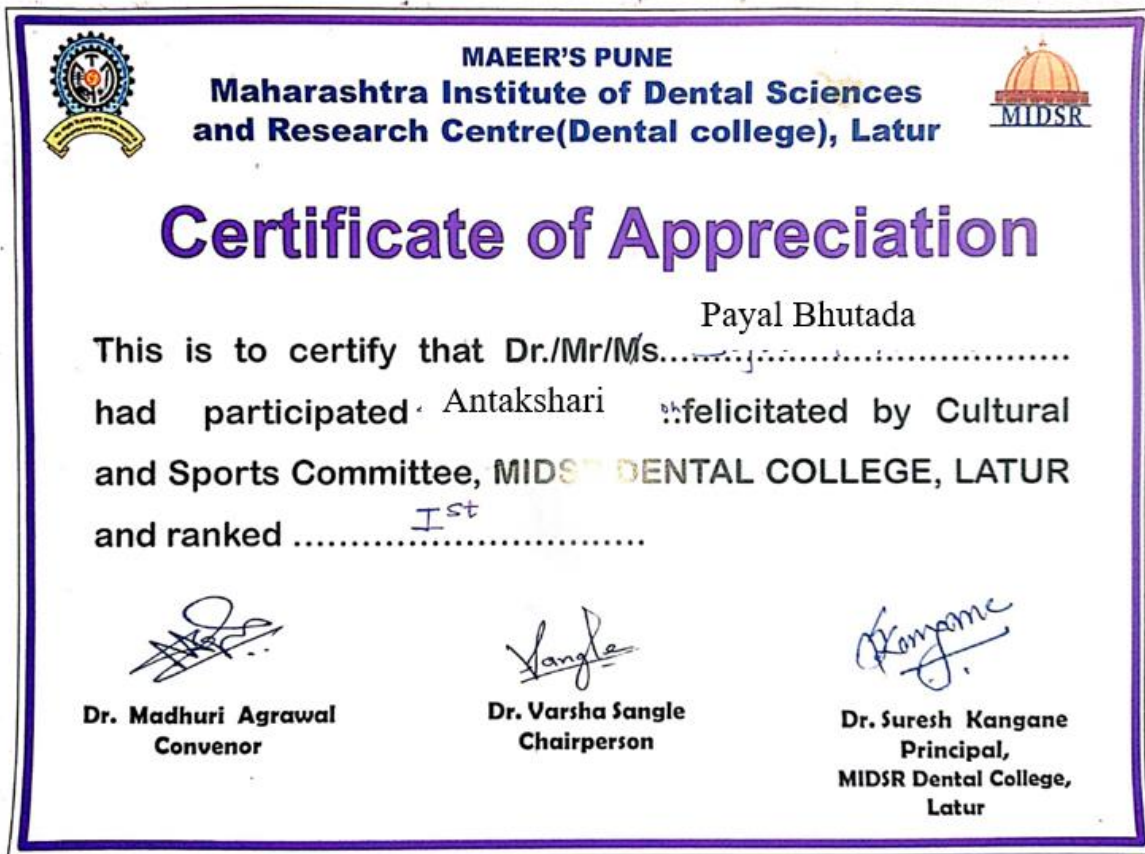 MAEER'S PUNE
Maharashtra Institute of Dental Sciences
and Research Centre(Dental college), Latur
MIDSR
Certificate of Appreciation
Payal Bhutada
This is to certify that Dr./Mr/Ms..................................
had participated Antakshari felicitated by Cultural
and Sports Committee, MIDSR DENTAL COLLEGE, LATUR
and ranked ....Ist....
Sangle
Kangane
Dr. Madhuri Agrawal
Convenor
Dr. Varsha Sangle
Chairperson
Dr. Suresh Kangane
Principal,
MIDSR Dental College,
Latur